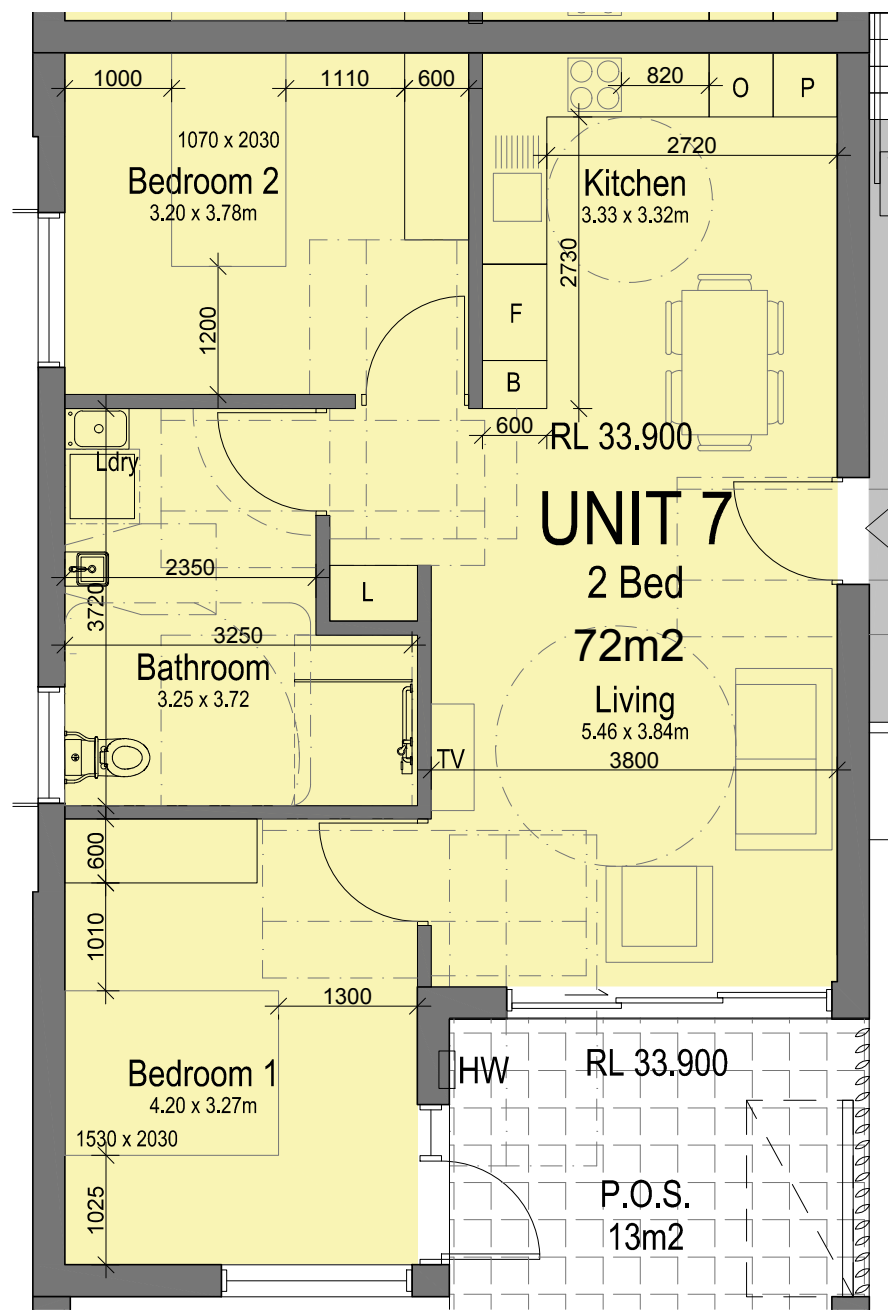 1000
1110
600
820
O
P
1070 x 2030
2720
Bedroom 2
3.20 x 3.78m
Kitchen
3.33 x 3.32m
2730
1200
F
B
600
RL 33.900
Ldry
UNIT 7
2 Bed
72m2
2350
L
3720
3250
Bathroom
3.25 x 3.72
Living
5.46 x 3.84m
TV
3800
600
1010
1300
HW
RL 33.900
Bedroom 1
4.20 x 3.27m
1530 x 2030
1025
P.O.S.
13m2